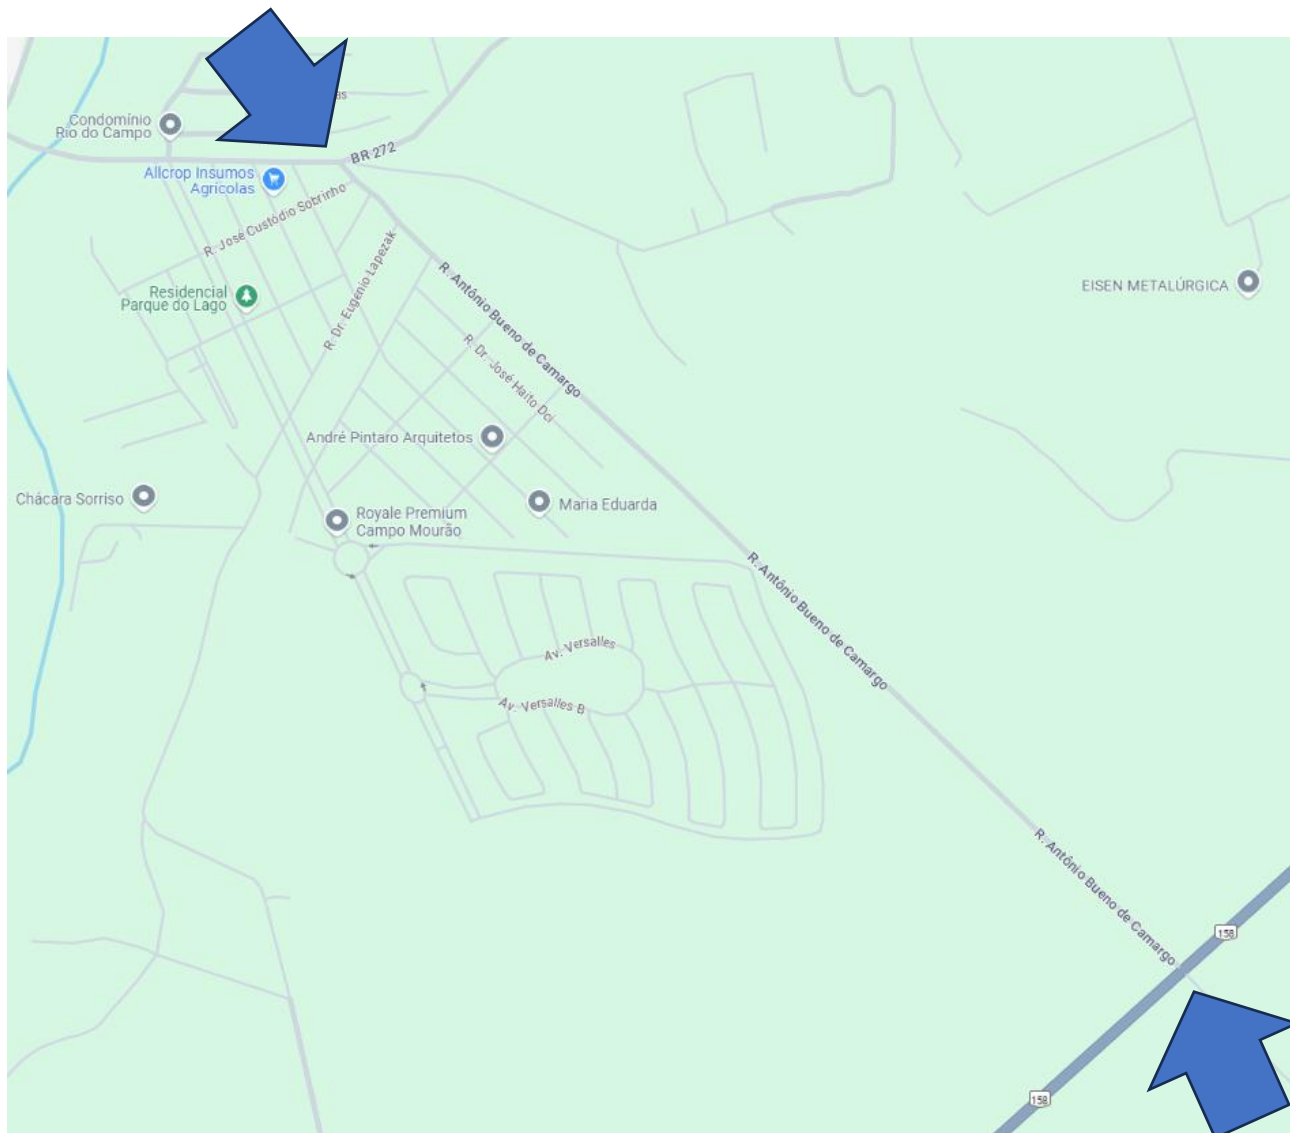 as
Condomínio
Rio do Campo
BR 272
Allcrop Insumos
Agrícolas
R. José Custódio Sobrinho
R. Dr. Eugênio Lapezak
R. Antônio Bueno de Camargo
EISEN METALÚRGICA
Residencial
Parque do Lago
R. Dr. José Haito Doi
André Pintaro Arquitetos
Chácara Sorriso
Maria Eduarda
Royale Premium
Campo Mourão
R. Antônio Bueno de Camargo
Av. Versalles
Av. Versalles B
R. Antônio Bueno de Camargo
158
158